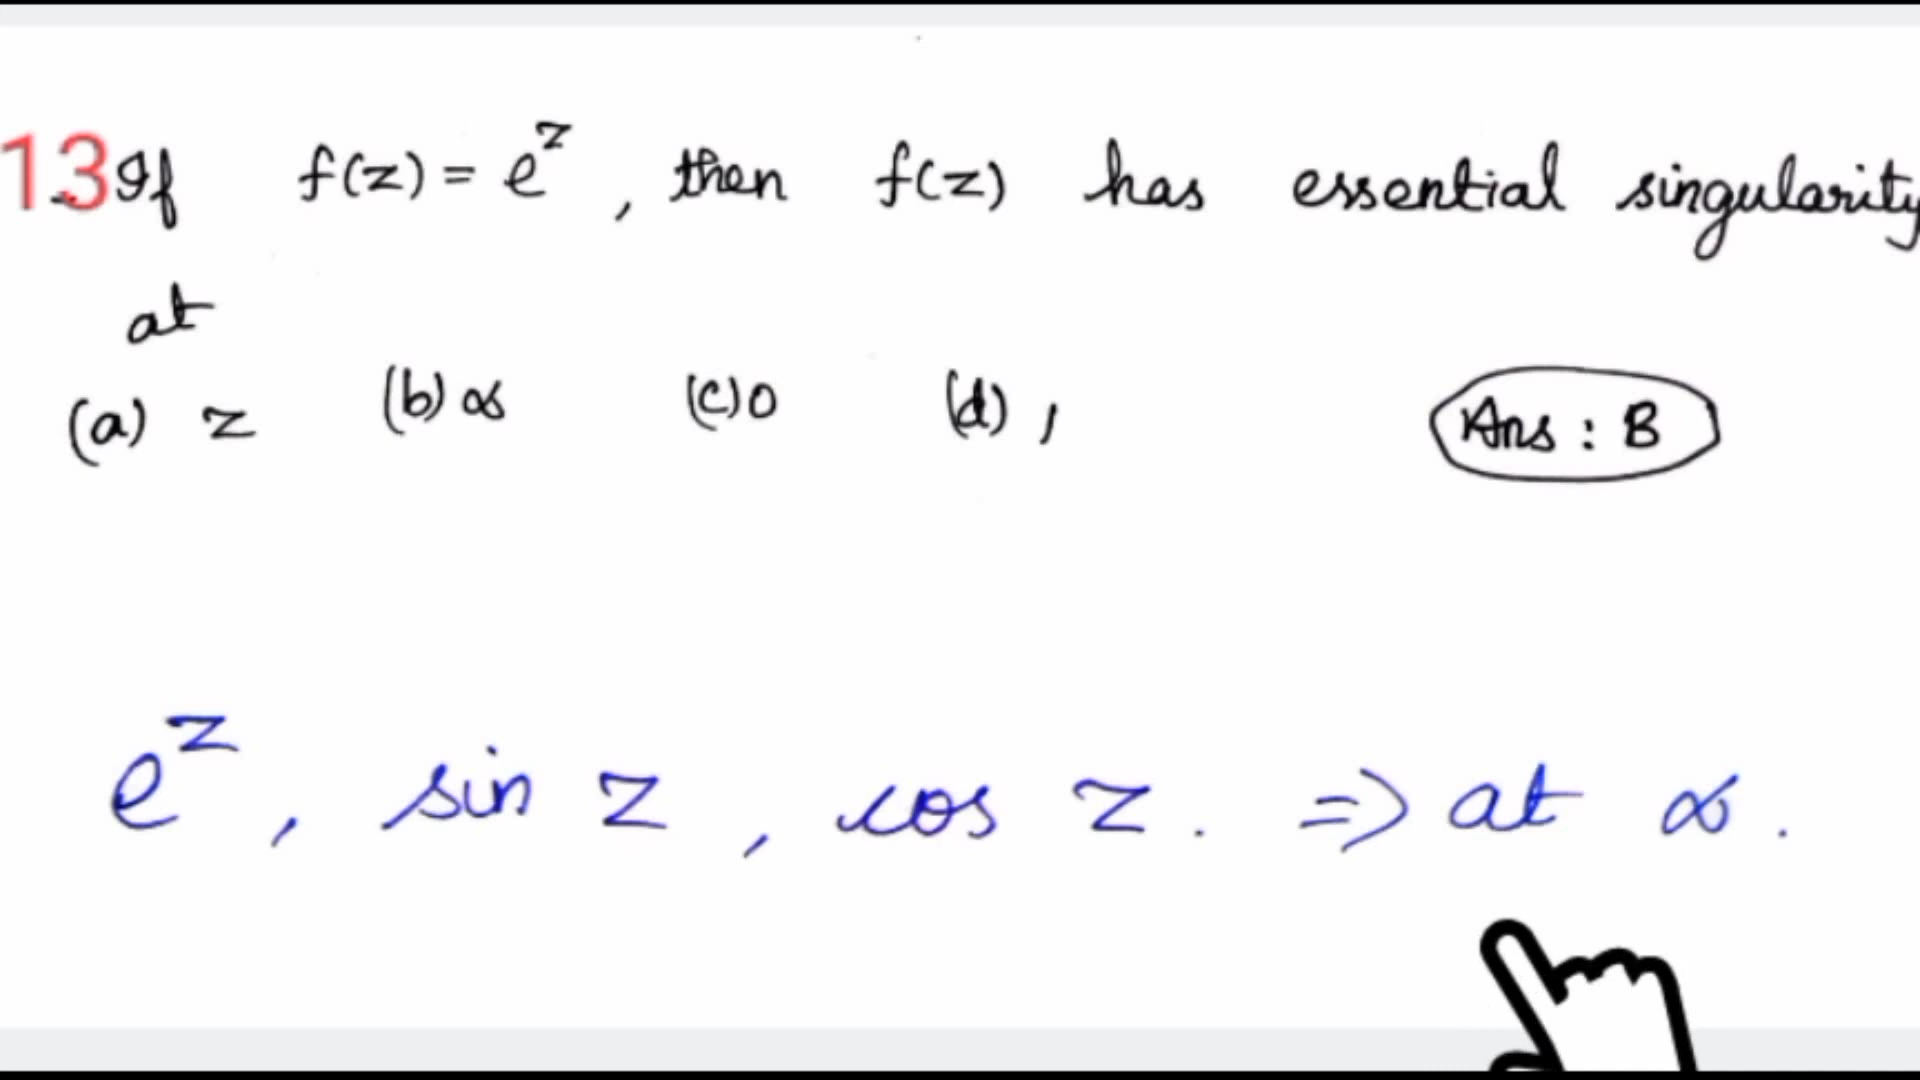 13. If f(z) = e^z, then f(z) has essential singularity
at
(a) z (b) ∝ (c) 0 (d) 1
Ans : B
e^z, sin z, cos z. ⇒ at ∝.